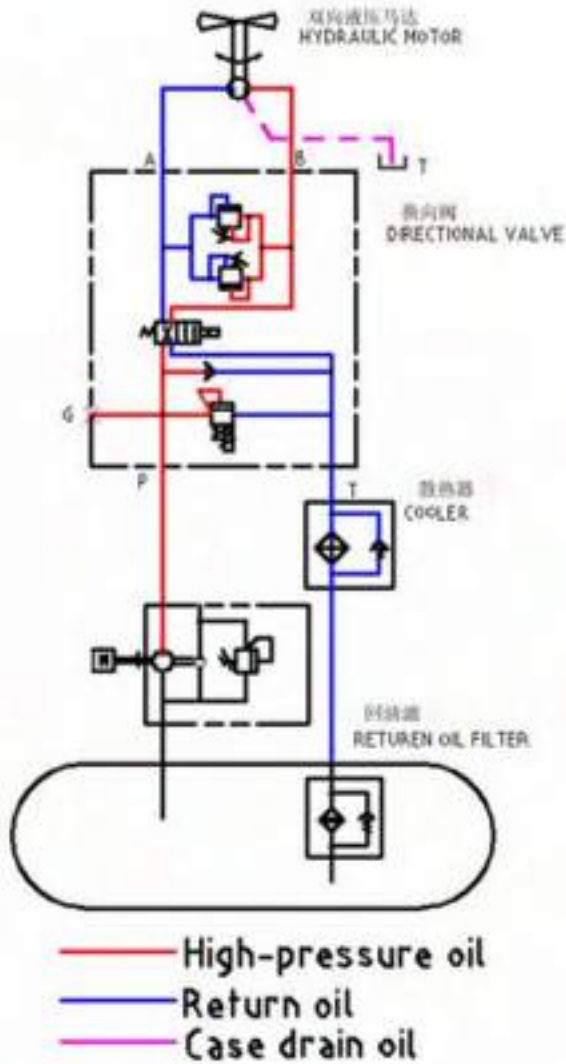 双向液压马达
HYDRAULIC MOTOR
A
B
T
换向阀
DIRECTIONAL VALVE
G
P
T
散热器
COOLER
M
回油滤
RETUREN OIL FILTER
High-pressure oil
Return oil
Case drain oil